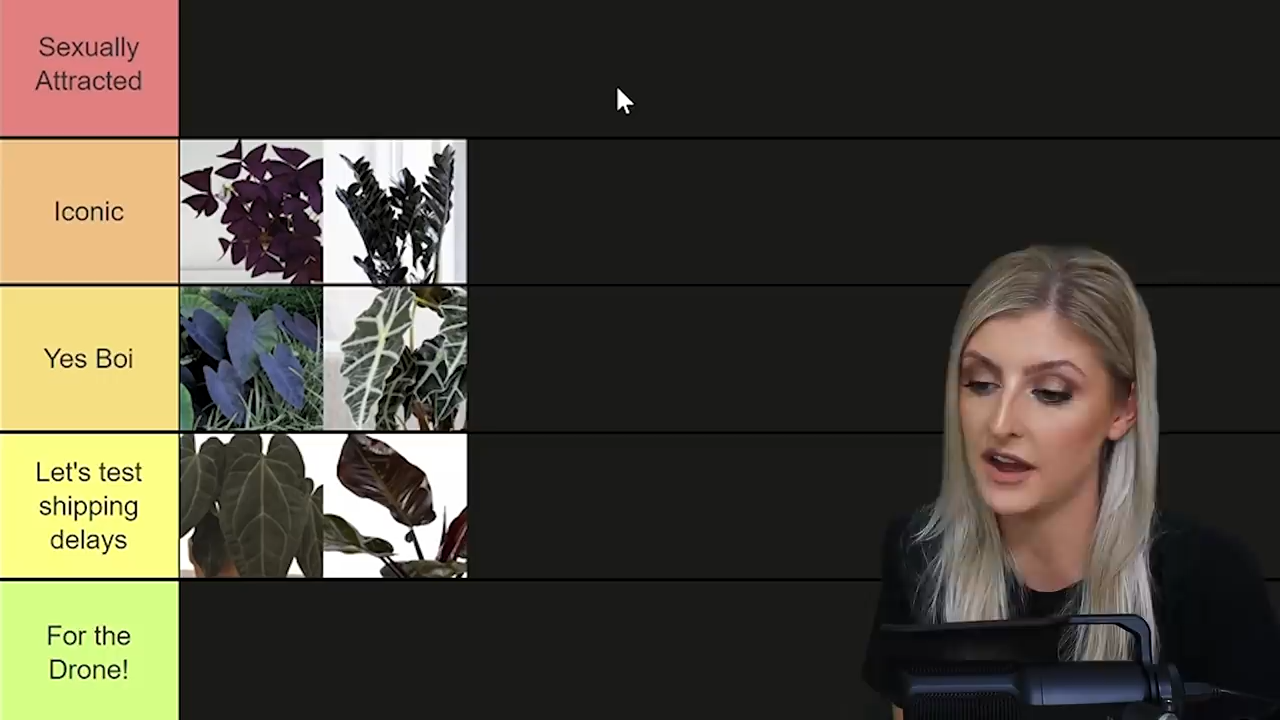 Sexually
Attracted
Iconic
Yes Boi
Let's test
shipping
delays
For the
Drone!